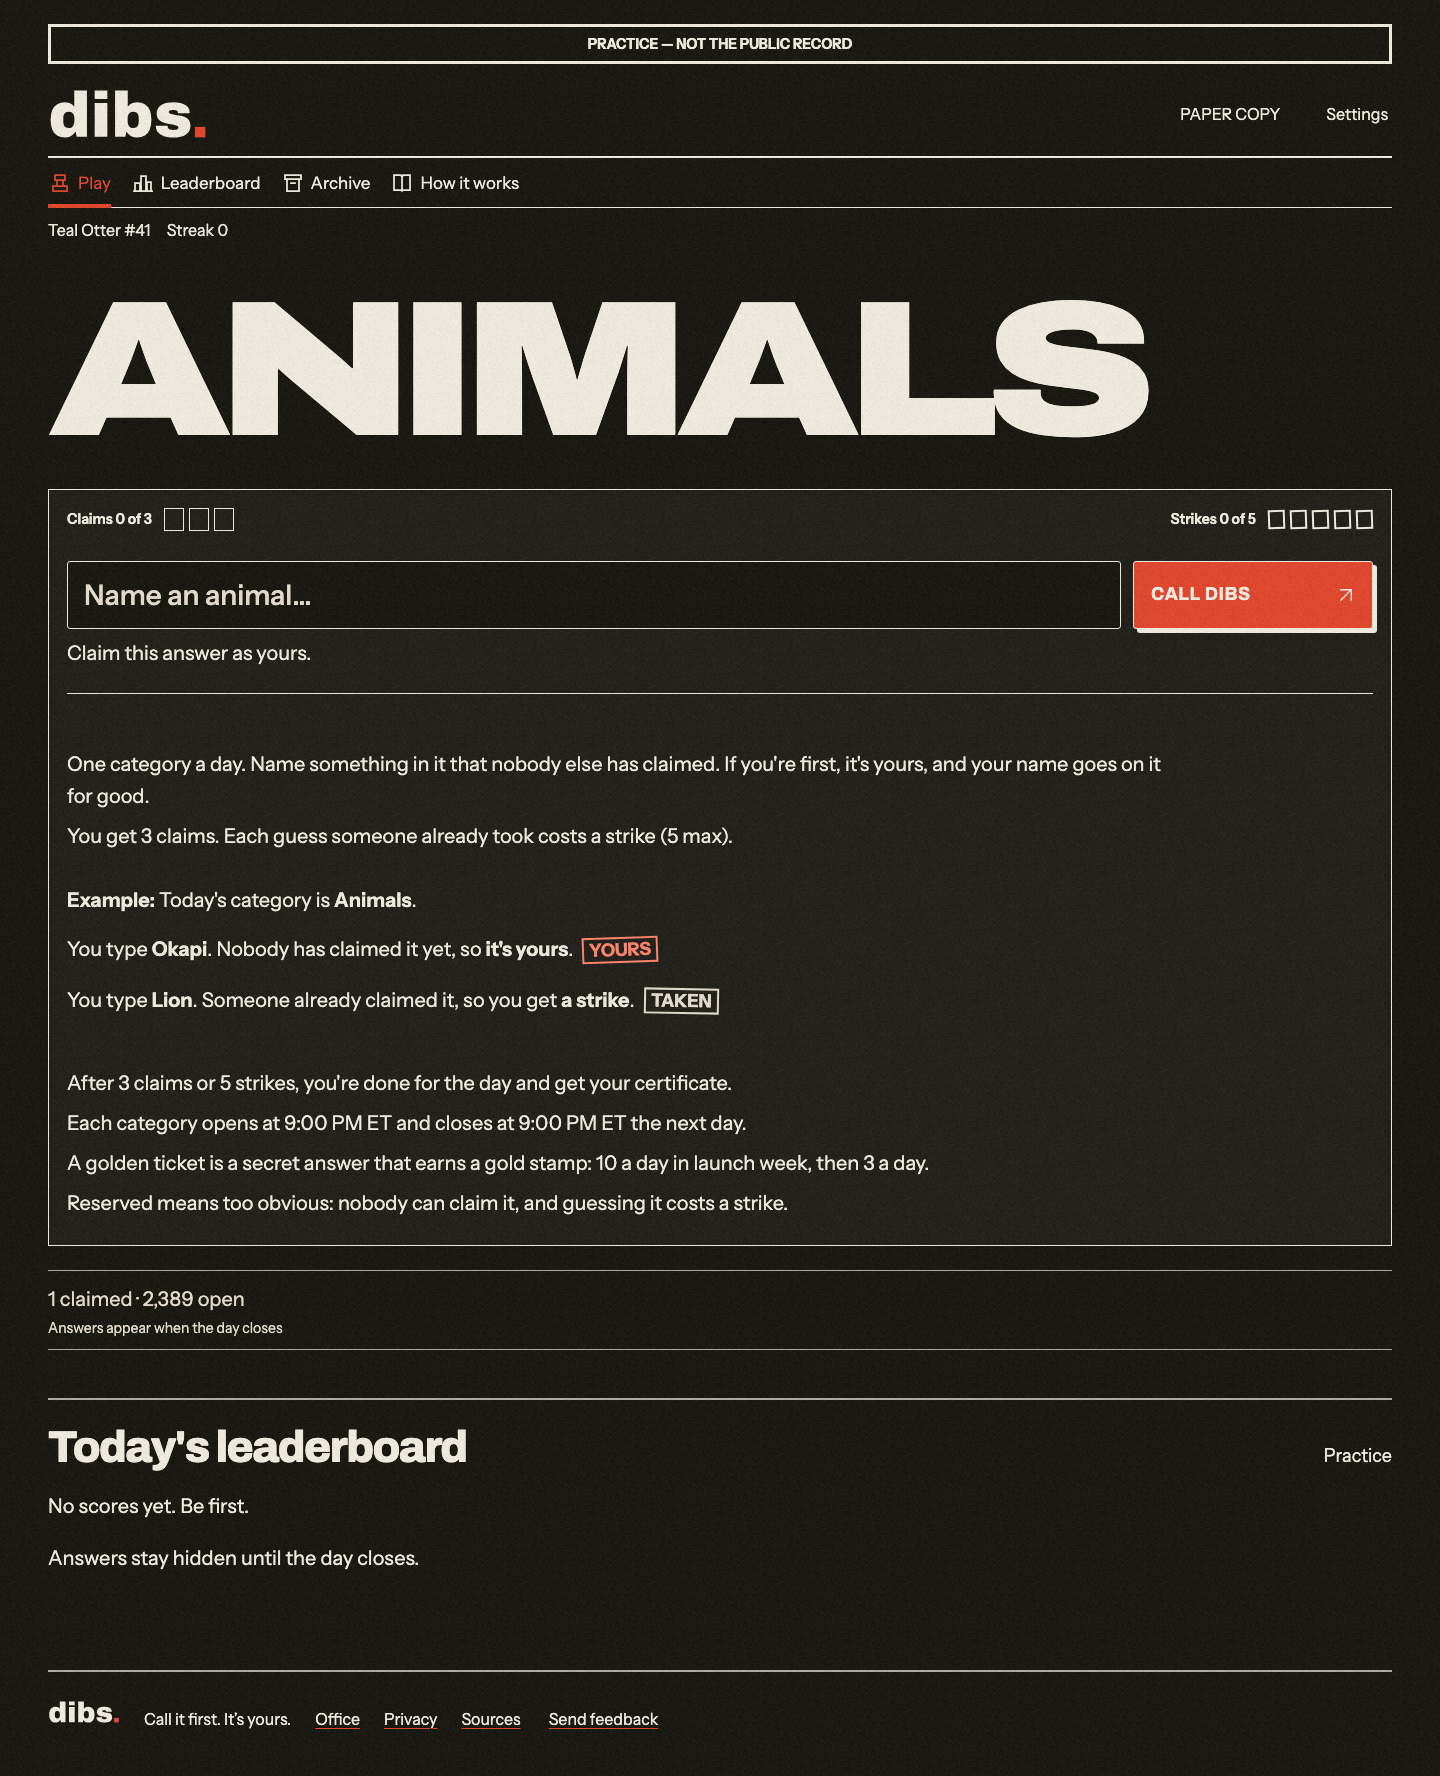 PRACTICE — NOT THE PUBLIC RECORD
dibs.
PAPER COPY Settings
Play Leaderboard Archive How it works
Teal Otter #41 Streak 0
ANIMALS
Claims 0 of 3 Strikes 0 of 5
Name an animal...
CALL DIBS
Claim this answer as yours.
One category a day. Name something in it that nobody else has claimed. If you're first, it's yours, and your name goes on it
for good.
You get 3 claims. Each guess someone already took costs a strike (5 max).
Example: Today's category is Animals.
You type Okapi. Nobody has claimed it yet, so it's yours. YOURS
You type Lion. Someone already claimed it, so you get a strike. TAKEN
After 3 claims or 5 strikes, you're done for the day and get your certificate.
Each category opens at 9:00 PM ET and closes at 9:00 PM ET the next day.
A golden ticket is a secret answer that earns a gold stamp: 10 a day in launch week, then 3 a day.
Reserved means too obvious: nobody can claim it, and guessing it costs a strike.
1 claimed · 2,389 open
Answers appear when the day closes
Today's leaderboard
Practice
No scores yet. Be first.
Answers stay hidden until the day closes.
dibs. Call it first. It's yours. Office Privacy Sources Send feedback